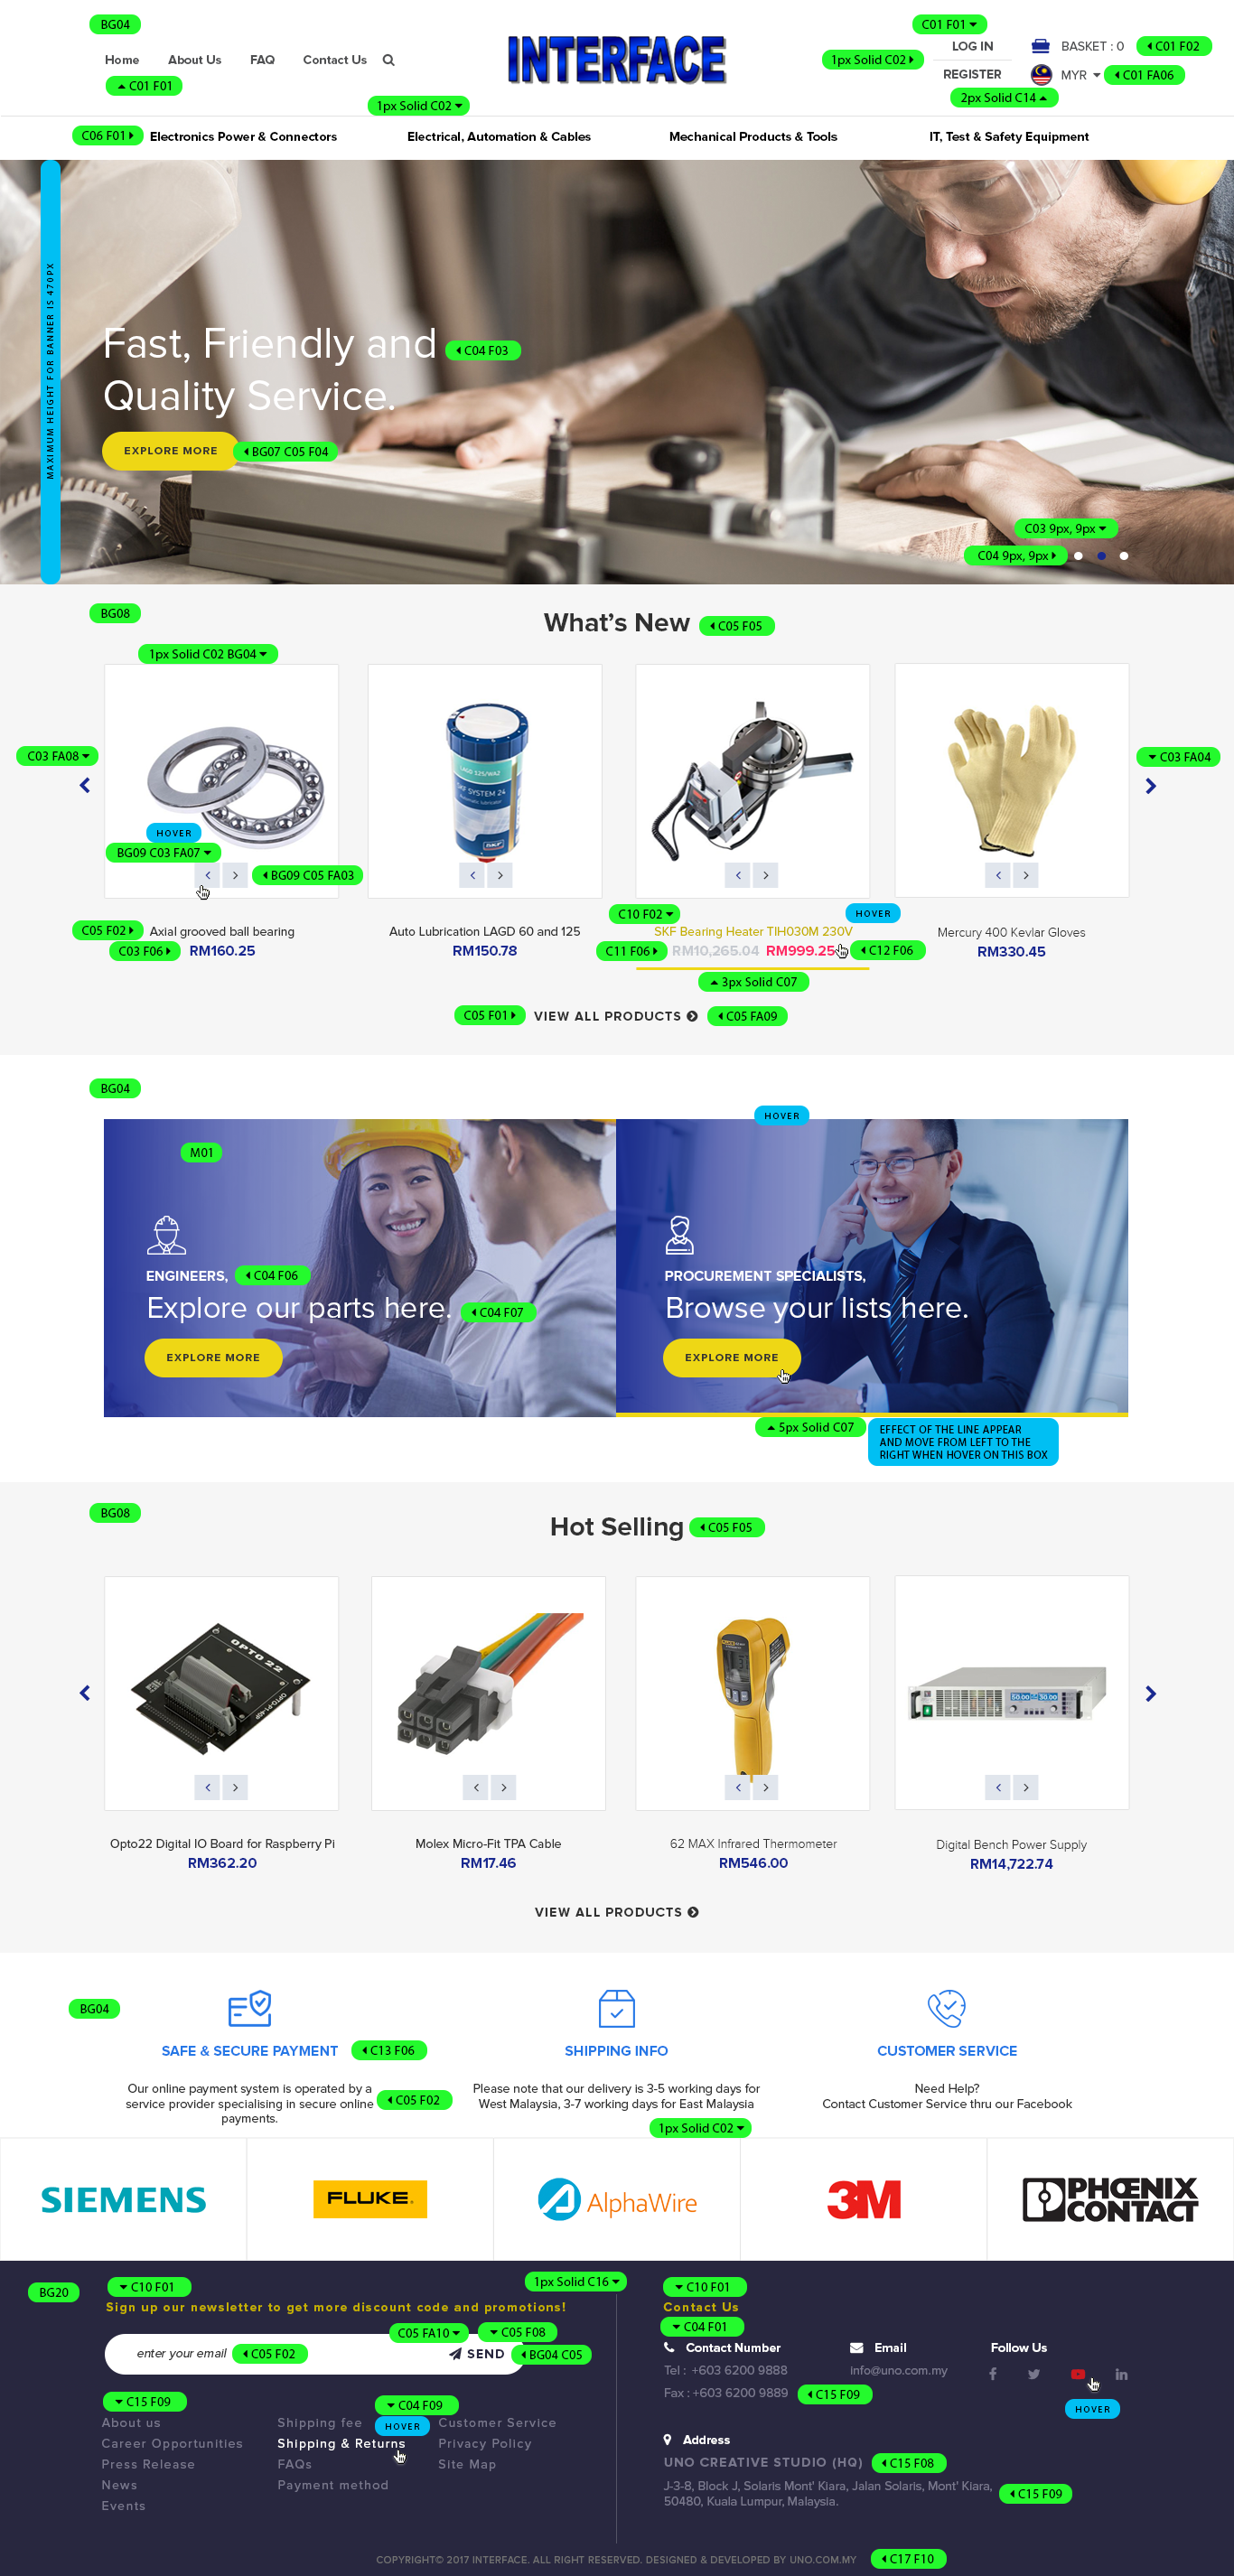 BG04
C01 F01
Home About Us FAQ Contact Us
C01 F01
INTERFACE
1px Solid C02
LOG IN
REGISTER
BASKET : 0
C01 F02
MYR
C01 FA06
2px Solid C14
1px Solid C02
C06 F01
Electronics Power & Connectors Electrical, Automation & Cables Mechanical Products & Tools IT, Test & Safety Equipment
MAXIMUM HEIGHT FOR BANNER IS 470PX
Fast, Friendly and
C04 F03
Quality Service.
EXPLORE MORE
BG07 C05 F04
C03 9px, 9px
C04 9px, 9px
BG08
What's New
C05 F05
1px Solid C02 BG04
C03 FA08
C03 FA04
LAGD 125/WA2
SKF SYSTEM 24
SKF
HOVER
BG09 C03 FA07
BG09 C05 FA03
C05 F02
Axial grooved ball bearing
C03 F06
RM160.25
Auto Lubrication LAGD 60 and 125
RM150.78
C10 F02
HOVER
SKF Bearing Heater TIH030M 230V
C11 F06
RM10,265.04 RM999.25
C12 F06
3px Solid C07
Mercury 400 Kevlar Gloves
RM330.45
C05 F01
VIEW ALL PRODUCTS
C05 FA09
BG04
HOVER
M01
ENGINEERS,
C04 F06
Explore our parts here.
C04 F07
EXPLORE MORE
PROCUREMENT SPECIALISTS,
Browse your lists here.
EXPLORE MORE
5px Solid C07
EFFECT OF THE LINE APPEAR
AND MOVE FROM LEFT TO THE
RIGHT WHEN HOVER ON THIS BOX
BG08
Hot Selling
C05 F05
OPTO 22
50.00 30.00
Opto22 Digital IO Board for Raspberry Pi
RM362.20
Molex Micro-Fit TPA Cable
RM17.46
62 MAX Infrared Thermometer
RM546.00
Digital Bench Power Supply
RM14,722.74
VIEW ALL PRODUCTS
BG04
SAFE & SECURE PAYMENT
C13 F06
Our online payment system is operated by a
service provider specialising in secure online
payments.
C05 F02
SHIPPING INFO
Please note that our delivery is 3-5 working days for
West Malaysia, 3-7 working days for East Malaysia
1px Solid C02
CUSTOMER SERVICE
Need Help?
Contact Customer Service thru our Facebook
SIEMENS
FLUKE
AlphaWire
3M
PHŒNIX
CONTACT
BG20
C10 F01
1px Solid C16
Sign up our newsletter to get more discount code and promotions!
C05 FA10
C05 F08
enter your email
C05 F02
SEND
BG04 C05
C15 F09
About us
Career Opportunities
Press Release
News
Events
C04 F09
Shipping fee
HOVER
Shipping & Returns
FAQs
Payment method
Customer Service
Privacy Policy
Site Map
C10 F01
Contact Us
C04 F01
Contact Number
Tel : +603 6200 9888
Fax : +603 6200 9889
C15 F09
Email
info@uno.com.my
Follow Us
HOVER
Address
UNO CREATIVE STUDIO (HQ)
C15 F08
J-3-8, Block J, Solaris Mont' Kiara, Jalan Solaris, Mont' Kiara,
50480, Kuala Lumpur, Malaysia.
C15 F09
COPYRIGHT© 2017 INTERFACE. ALL RIGHT RESERVED. DESIGNED & DEVELOPED BY UNO.COM.MY
C17 F10